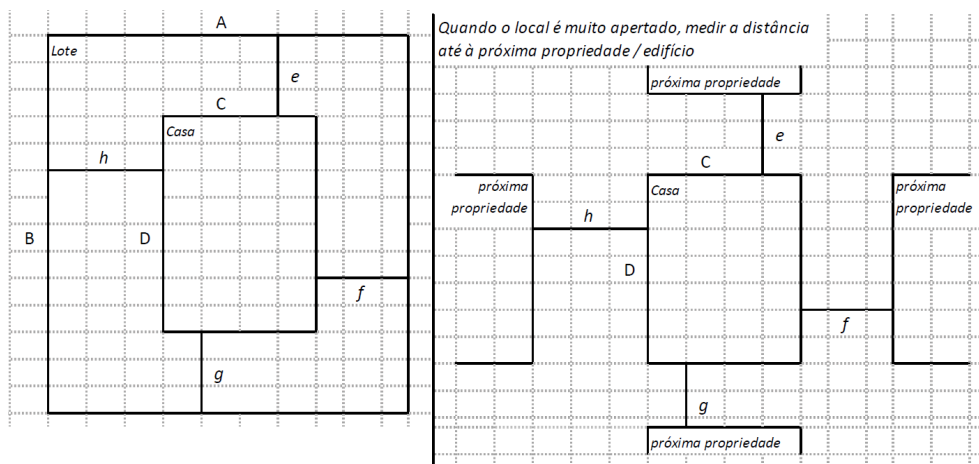 A
Lote
e
C
Casa
h
B
D
f
g
Quando o local é muito apertado, medir a distância
até à próxima propriedade / edifício
próxima propriedade
e
C
próxima
propriedade
Casa
próxima
propriedade
h
D
f
g
próxima propriedade